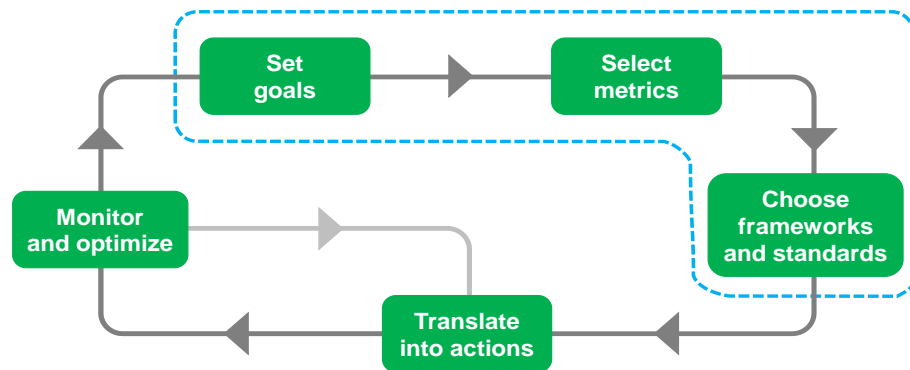 Set
goals
Select
metrics
Choose
frameworks
and standards
Monitor
and optimize
Translate
into actions